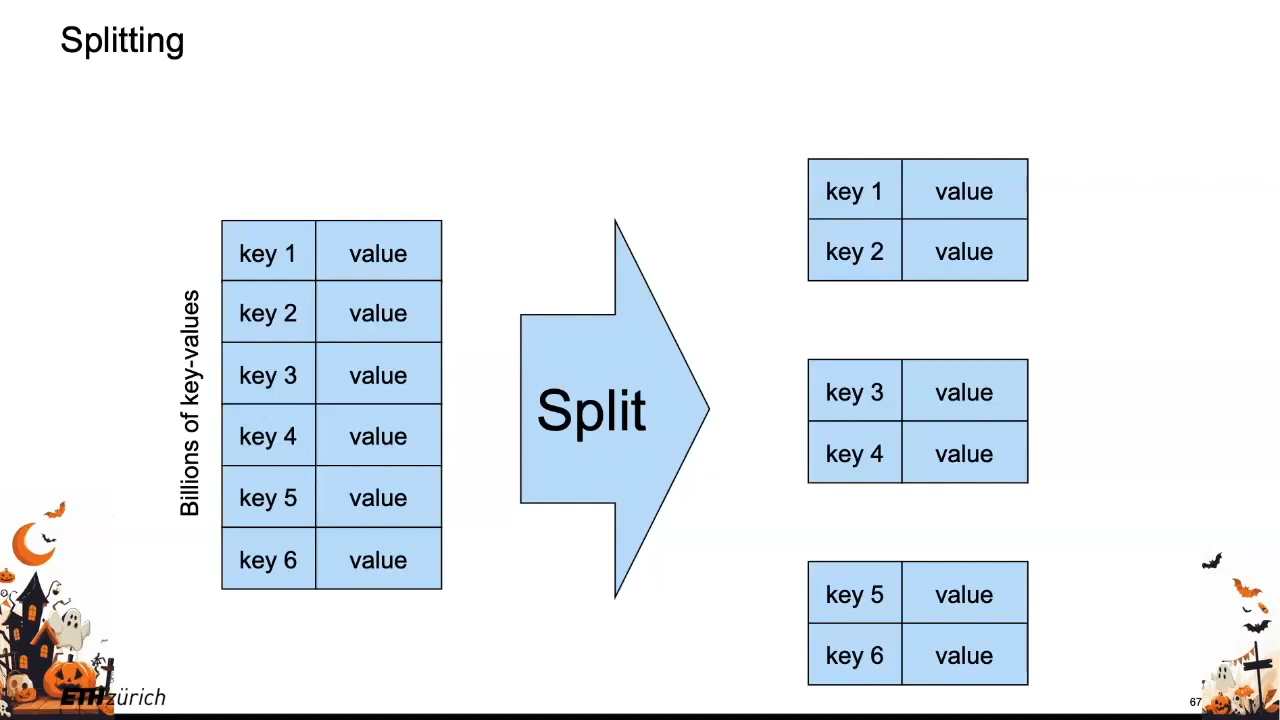 Splitting
Billions of key-values
key 1 value
key 2 value
key 3 value
key 4 value
key 5 value
key 6 value
Split
key 1 value
key 2 value
key 3 value
key 4 value
key 5 value
key 6 value
ETH zürich
67